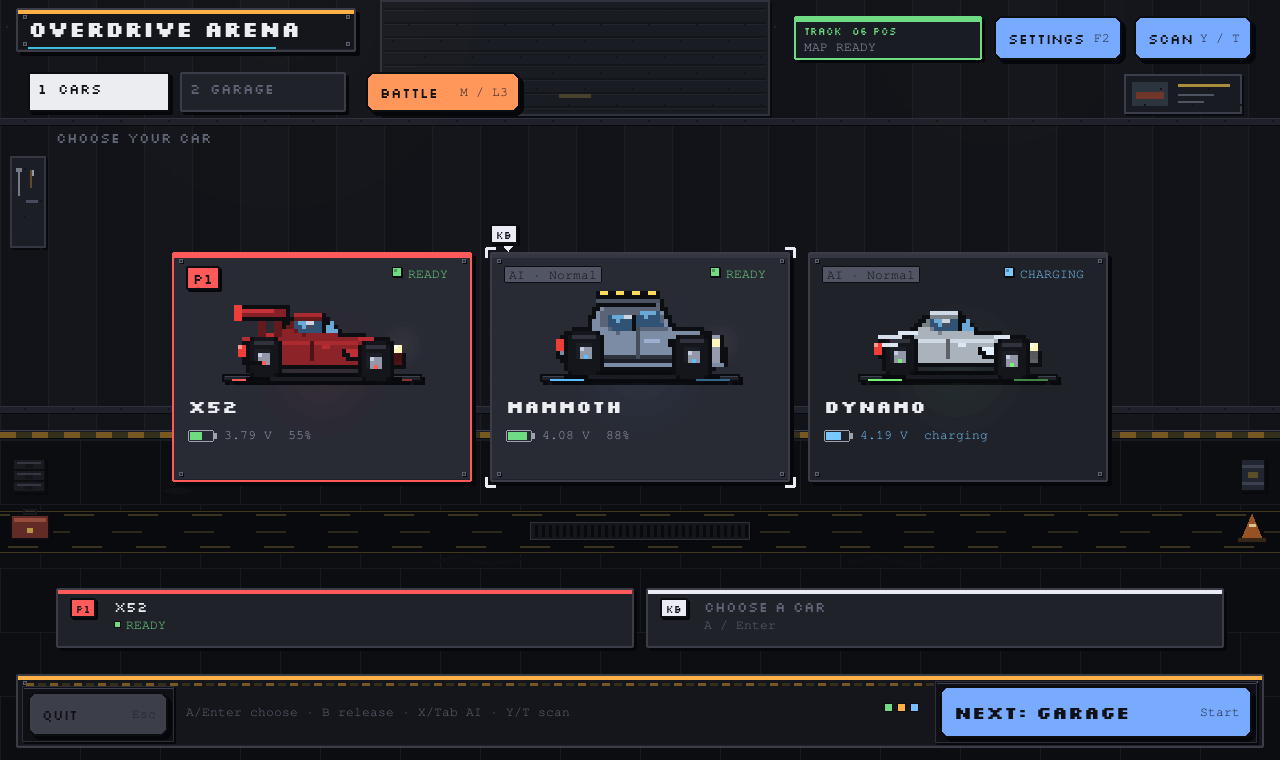 OVERDRIVE ARENA
TRACK 06 POS
MAP READY
SETTINGS F2
SCAN Y / T
1 CARS
2 GARAGE
BATTLE M / L3
CHOOSE YOUR CAR
KB
P1
READY
AI · Normal
READY
AI · Normal
CHARGING
X52
MAMMOTH
DYNAMO
3.79 V 55%
4.08 V 88%
4.19 V charging
P1
X52
READY
KB
CHOOSE A CAR
A / Enter
QUIT Esc
A/Enter choose · B release · X/Tab AI · Y/T scan
NEXT: GARAGE Start